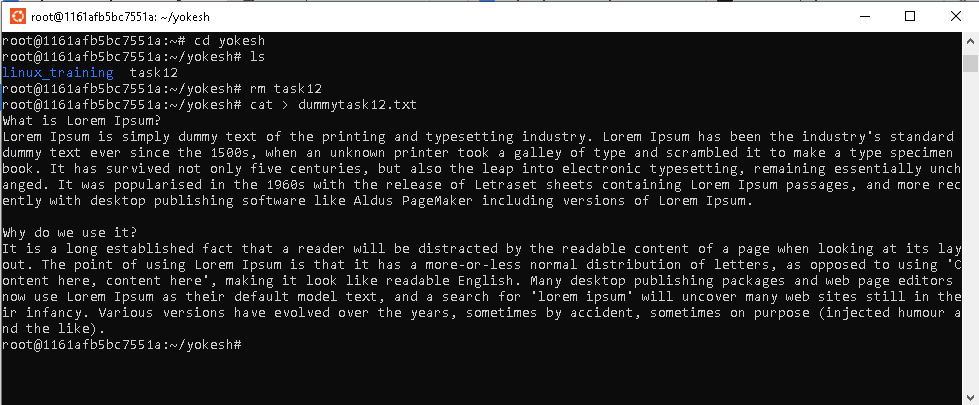 root@1161afb5bc7551a: ~/yokesh
root@1161afb5bc7551a:~# cd yokesh
root@1161afb5bc7551a:~/yokesh# ls
linux_training  task12
root@1161afb5bc7551a:~/yokesh# rm task12
root@1161afb5bc7551a:~/yokesh# cat > dummytask12.txt
What is Lorem Ipsum?
Lorem Ipsum is simply dummy text of the printing and typesetting industry. Lorem Ipsum has been the industry's standard
dummy text ever since the 1500s, when an unknown printer took a galley of type and scrambled it to make a type specimen
book. It has survived not only five centuries, but also the leap into electronic typesetting, remaining essentially unch
anged. It was popularised in the 1960s with the release of Letraset sheets containing Lorem Ipsum passages, and more rec
ently with desktop publishing software like Aldus PageMaker including versions of Lorem Ipsum.

Why do we use it?
It is a long established fact that a reader will be distracted by the readable content of a page when looking at its lay
out. The point of using Lorem Ipsum is that it has a more-or-less normal distribution of letters, as opposed to using 'C
ontent here, content here', making it look like readable English. Many desktop publishing packages and web page editors
now use Lorem Ipsum as their default model text, and a search for 'lorem ipsum' will uncover many web sites still in the
ir infancy. Various versions have evolved over the years, sometimes by accident, sometimes on purpose (injected humour a
nd the like).
root@1161afb5bc7551a:~/yokesh#